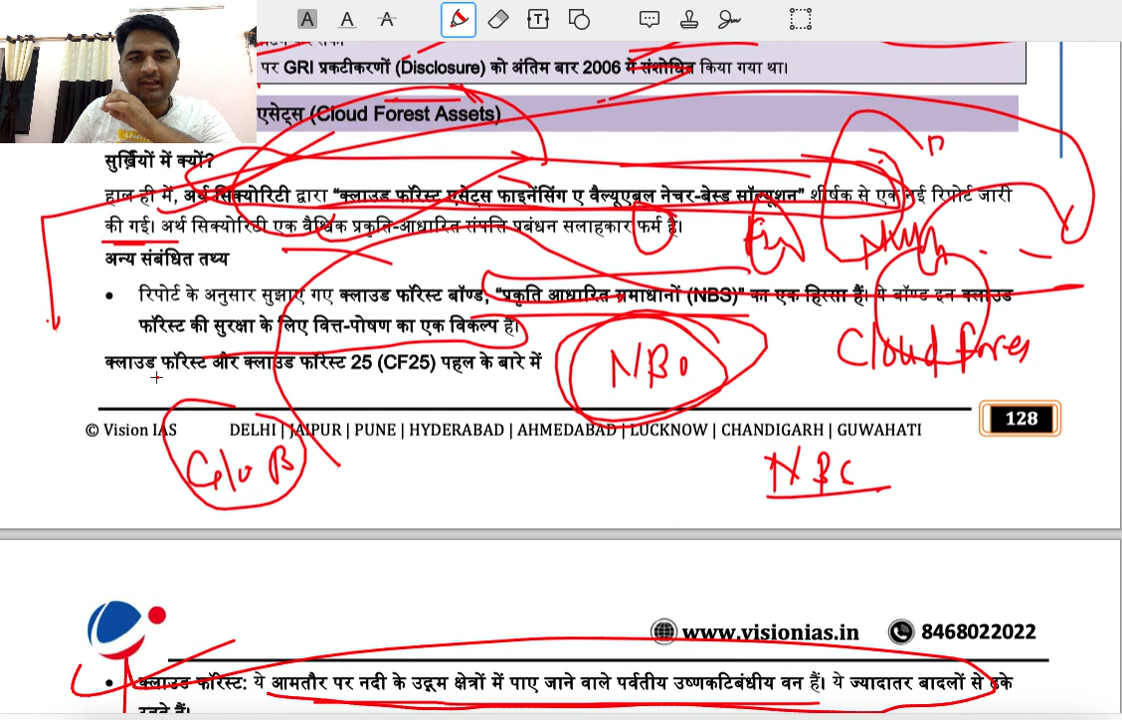 पर GRI प्रकटीकरणों (Disclosure) को अंतिम बार 2006 में संशोधित किया गया था।
एसेट्स (Cloud Forest Assets)
सुर्ख़ियों में क्यों?
हाल ही में, अर्थ सिक्योरिटी द्वारा “क्लाउड फॉरेस्ट एसेट्स फाइनेंसिंग ए वैल्यूएबल नेचर-बेस्ड सॉल्यूशन” शीर्षक से एक नई रिपोर्ट जारी
की गई। अर्थ सिक्योरिटी एक वैश्विक प्रकृति-आधारित संपत्ति प्रबंधन सलाहकार फर्म है।
अन्य संबंधित तथ्य
• रिपोर्ट के अनुसार सुझाए गए क्लाउड फॉरेस्ट बॉण्ड, “प्रकृति आधारित समाधानों (NBS)” का एक हिस्सा हैं। ये बॉण्ड इन क्लाउड
फॉरेस्ट की सुरक्षा के लिए वित्त-पोषण का एक विकल्प हैं।
Cloud fores
क्लाउड फॉरेस्ट और क्लाउड फॉरेस्ट 25 (CF25) पहल के बारे में
128
© Vision IAS DELHI | JAIPUR | PUNE | HYDERABAD | AHMEDABAD | LUCKNOW | CHANDIGARH | GUWAHATI
www.visionias.in 8468022022
• क्लाउड फॉरेस्ट: ये आमतौर पर नदी के उद्गम क्षेत्रों में पाए जाने वाले पर्वतीय उष्णकटिबंधीय वन हैं। ये ज्यादातर बादलों से ढके